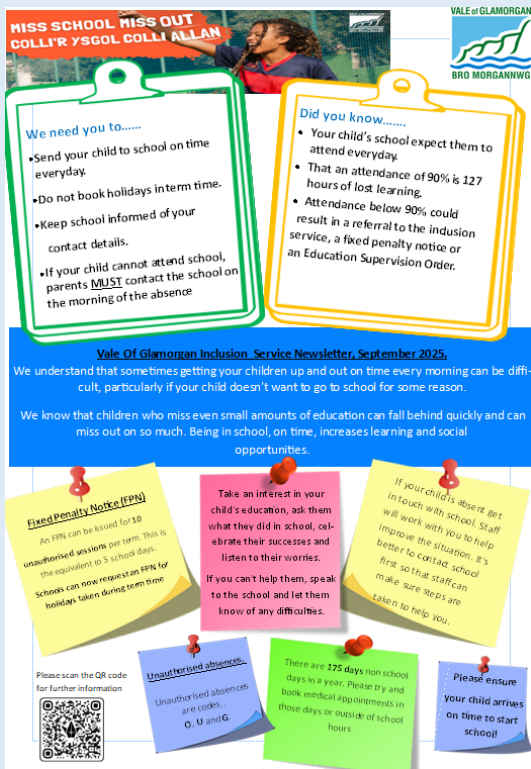 MISS SCHOOL MISS OUT
COLLI'R YSGOL COLLI ALLAN
VALE of GLAMORGAN
BRO MORGANNWG
VALE of GLAMORGAN
BRO MORGANNWG
We need you to......
•Send your child to school on time
everyday.
•Do not book holidays in term time.
•Keep school informed of your
contact details.
•If your child cannot attend school,
parents MUST contact the school on
the morning of the absence
Did you know.......
• Your child's school expect them to
attend everyday.
• That an attendance of 90% is 127
hours of lost learning.
• Attendance below 90% could
result in a referral to the inclusion
service, a fixed penalty notice or
an Education Supervision Order.
Vale Of Glamorgan Inclusion Service Newsletter, September 2025.
We understand that sometimes getting your children up and out on time every morning can be diffi-
cult, particularly if your child doesn't want to go to school for some reason.
We know that children who miss even small amounts of education can fall behind quickly and can
miss out on so much. Being in school, on time, increases learning and social
opportunities.
Fixed Penalty Notice (FPN)
An FPN can be issued for 10
unauthorised sessions per term. This is
the equivalent to 5 school days.
Schools can now request an FPN for
holidays taken during term time
Take an interest in your
child's education, ask them
what they did in school, cel-
ebrate their successes and
listen to their worries.
If you can't help them, speak
to the school and let them
know of any difficulties.
If your child is absent get
in touch with school. Staff
will work with you to help
improve the situation. It's
better to contact school
first so that staff can
make sure steps are
taken to help you.
Please scan the QR code
for further information
Unauthorised absences.
Unauthorised absences
are codes...
O, U and G.
There are 175 days non school
days in a year. Please try and
book medical appointments in
those days or outside of school
hours
Please ensure
your child arrives
on time to start
school!